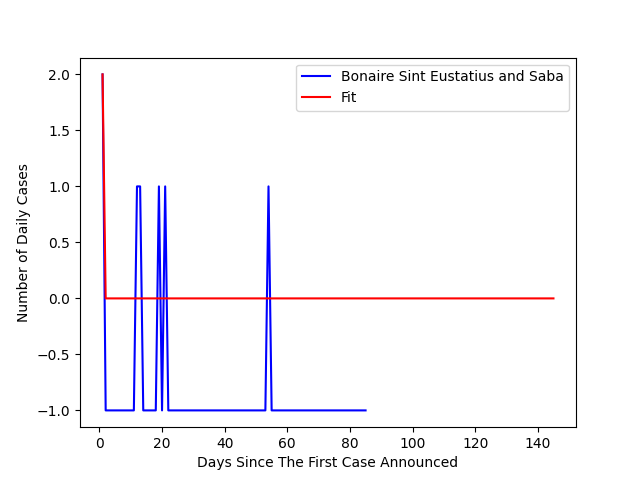 Bonaire Sint Eustatius and Saba
Fit
2.0
1.5
1.0
0.5
0.0
−0.5
−1.0
Number of Daily Cases
0 20 40 60 80 100 120 140
Days Since The First Case Announced